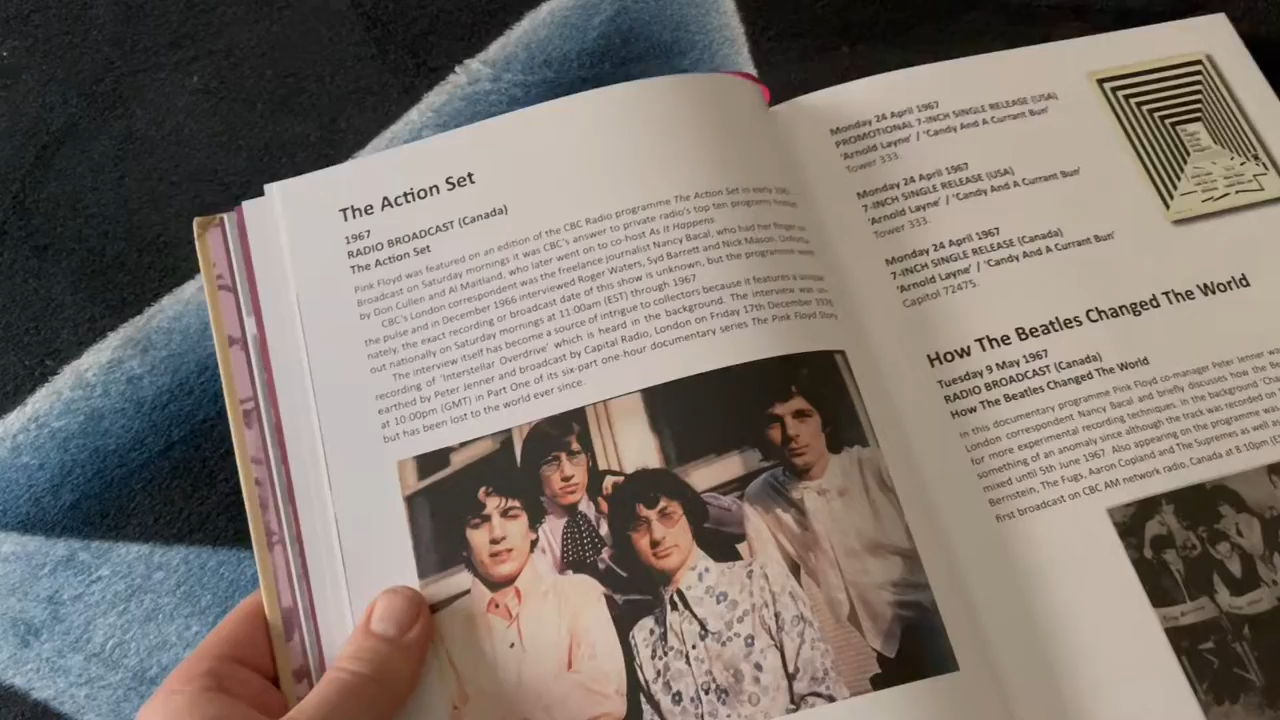 The Action Set
1967
RADIO BROADCAST (Canada)
The Action Set
Pink Floyd was featured on an edition of the CBC Radio programme The Action Set in early
Broadcast on Saturday mornings it was CBC's answer to private radio's top ten programs
by Don Cullen and Al Maitland, who later went on to co-host As It Happens.
CBC's London correspondent was the freelance journalist Nancy Bacal, who had her finger on
the pulse and in December 1966 interviewed Roger Waters, Syd Barrett and Nick Mason. Unfortu-
nately, the exact recording or broadcast date of this show is unknown, but the programme went
out nationally on Saturday mornings at 11:00am (EST) through 1967
The interview itself has become a source of intrigue to collectors because it features a unique
recording of 'Interstellar Overdrive' which is heard in the background. The interview was un-
earthed by Peter Jenner and broadcast by Capital Radio, London on Friday 17th December 1976
at 10:00pm (GMT) in Part One of its six-part one-hour documentary series The Pink Floyd Story
but has been lost to the world ever since.
Monday 24 April 1967
PROMOTIONAL 7-INCH SINGLE RELEASE (USA)
'Arnold Layne' / 'Candy And A Currant Bun'
Tower 333.
Monday 24 April 1967
7-INCH SINGLE RELEASE (USA)
'Arnold Layne' / 'Candy And A Currant Bun'
Tower 333.
Monday 24 April 1967
7-INCH SINGLE RELEASE (Canada)
'Arnold Layne' / 'Candy And A Currant Bun'
Capitol 72475.
How The Beatles Changed The World
Tuesday 9 May 1967
RADIO BROADCAST (Canada)
How The Beatles Changed The World
In this documentary programme Pink Floyd co-manager Peter Jenner
London correspondent Nancy Bacal and briefly discusses how the
for more experimental recording techniques. In the background
something of an anomaly since although the track was recorded on
mixed until 5th June 1967. Also appearing on the programme was
Bernstein, The Fugs, Aaron Copland and The Supremes as well as
first broadcast on CBC AM network radio, Canada at 8:10pm